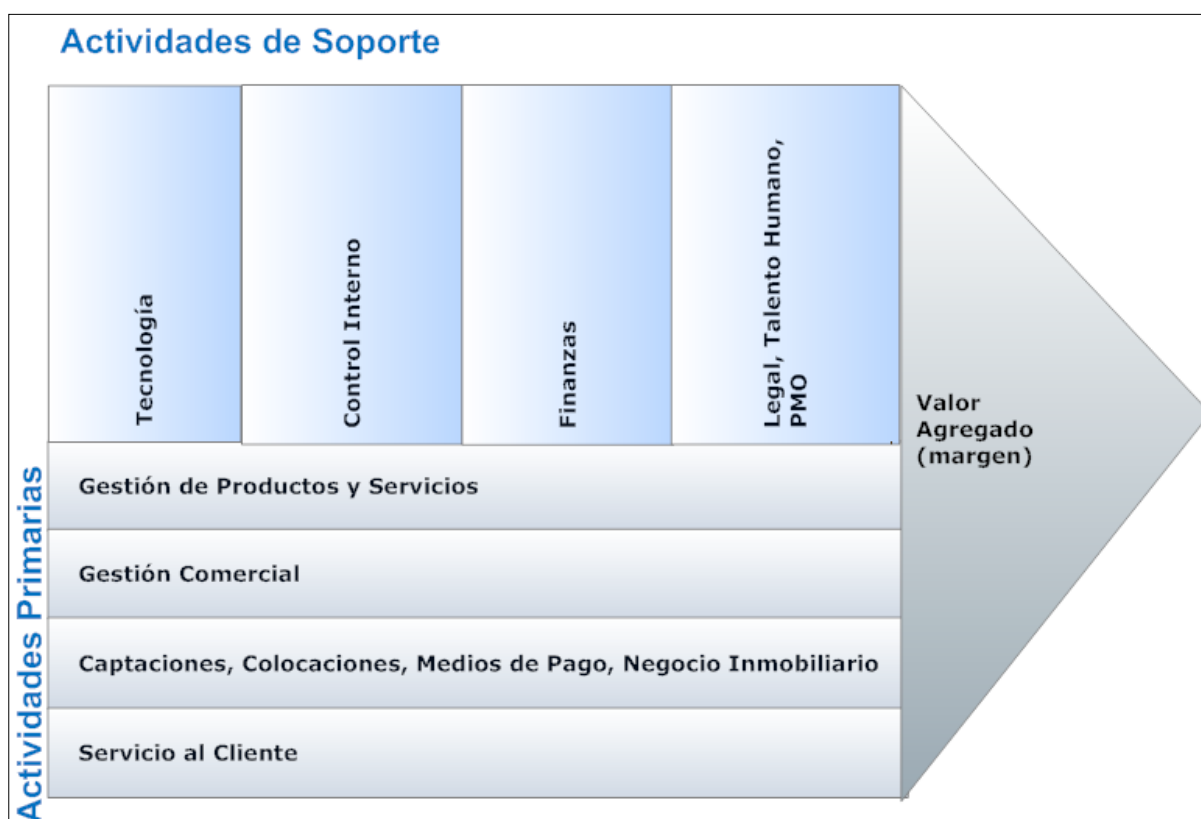 Actividades de Soporte
Tecnología
Control Interno
Finanzas
Legal, Talento Humano,
PMO
Valor
Agregado
(margen)
Actividades Primarias
Gestión de Productos y Servicios
Gestión Comercial
Captaciones, Colocaciones, Medios de Pago, Negocio Inmobiliario
Servicio al Cliente